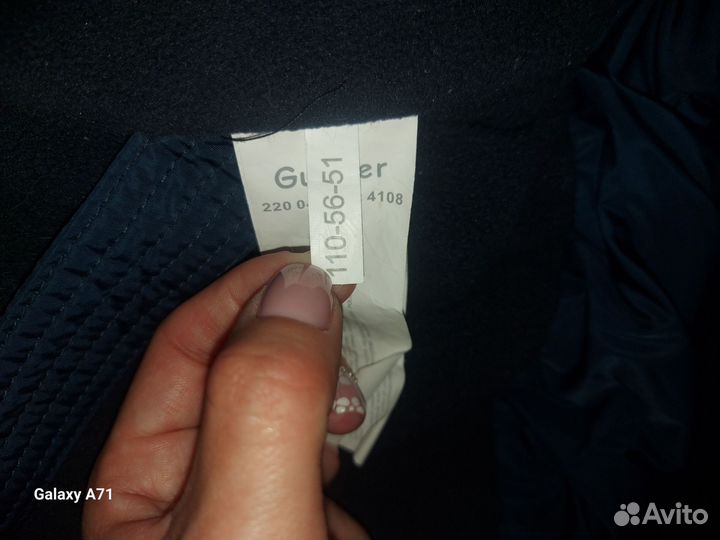 Gu er
220 0 4108
110-56-51
Galaxy A71
Avito